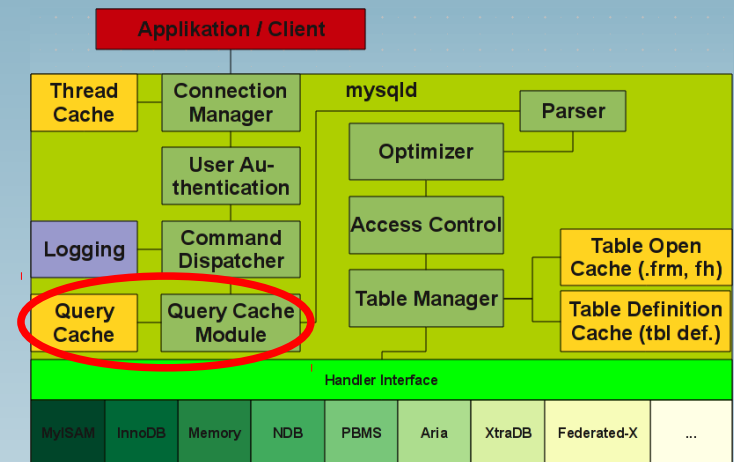 Applikation / Client
Thread
Cache
Connection
Manager
mysqld
Parser
User Au-
thentication
Optimizer
Logging
Command
Dispatcher
Access Control
Table Open
Cache (.frm, fh)
Query
Cache
Query Cache
Module
Table Manager
Table Definition
Cache (tbl def.)
Handler Interface
MyISAM
InnoDB
Memory
NDB
PBMS
Aria
XtraDB
Federated-X
...